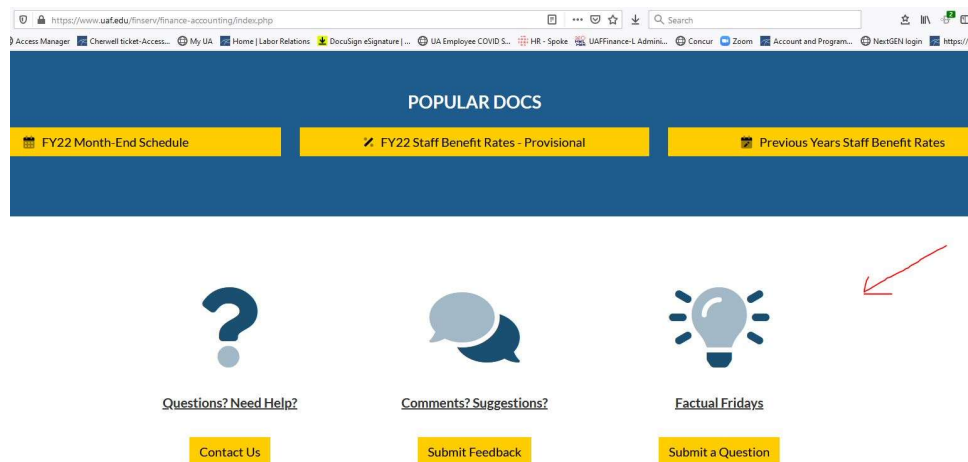 https://www.uaf.edu/finserv/finance-accounting/index.php Search
Access Manager Cherwell ticket-Access... My UA Home | Labor Relations DocuSign eSignature | ... UA Employee COVID S... HR - Spoke UAFFinance-L Admini... Concur Zoom Account and Program... NextGEN login https://
POPULAR DOCS
FY22 Month-End Schedule FY22 Staff Benefit Rates - Provisional Previous Years Staff Benefit Rates
Questions? Need Help? Comments? Suggestions? Factual Fridays
Contact Us Submit Feedback Submit a Question